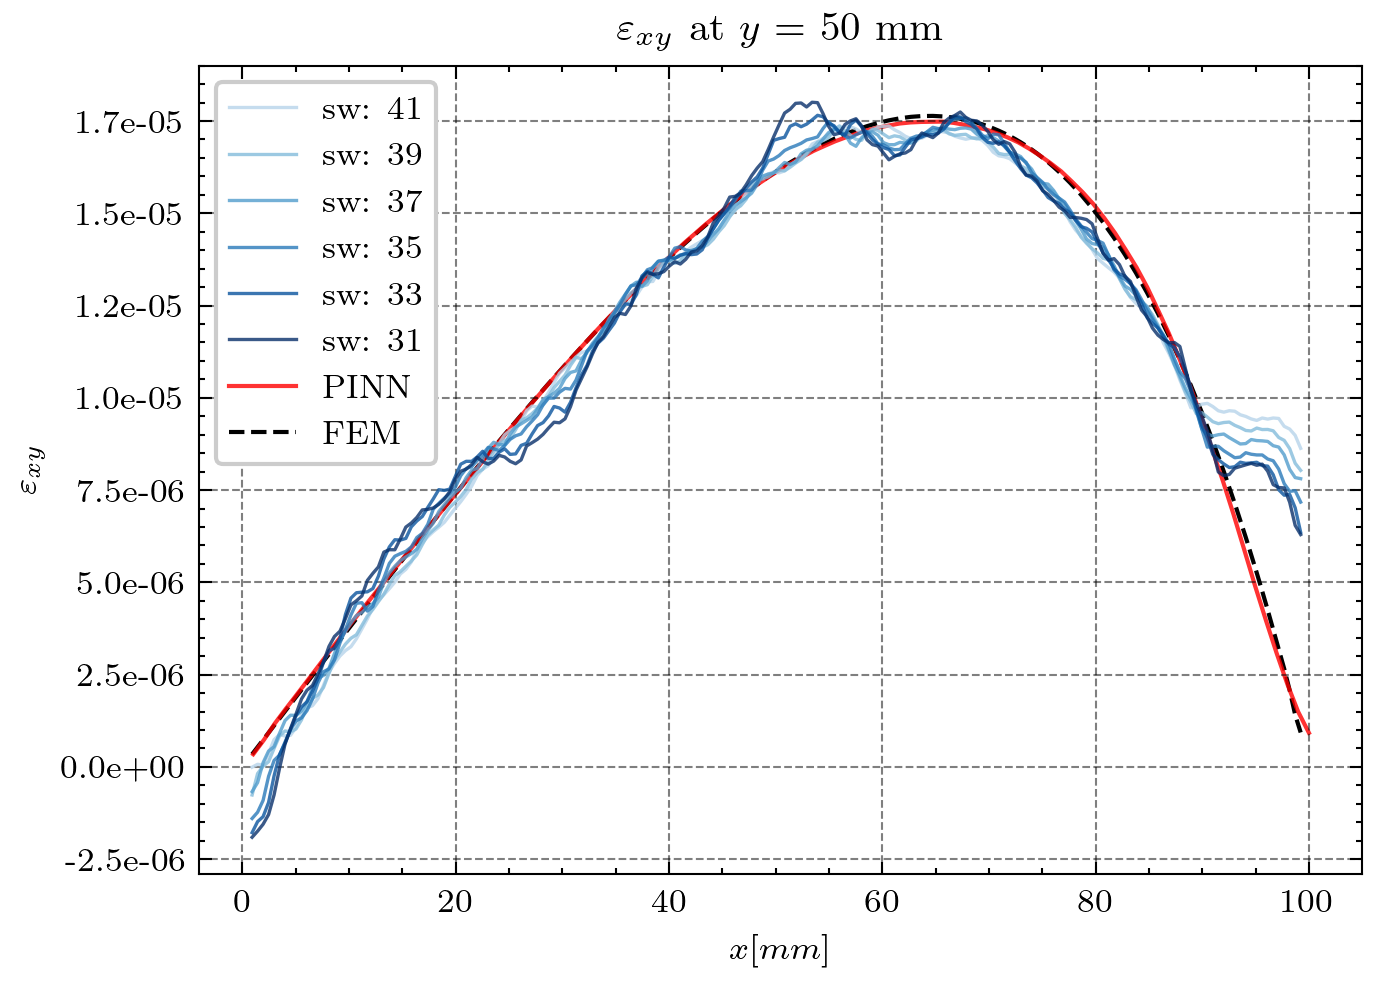 ε_xy at y = 50 mm
sw: 41
sw: 39
sw: 37
sw: 35
sw: 33
sw: 31
PINN
FEM
1.7e-05
1.5e-05
1.2e-05
1.0e-05
7.5e-06
5.0e-06
2.5e-06
0.0e+00
-2.5e-06
ε_xy
0 20 40 60 80 100
x[mm]